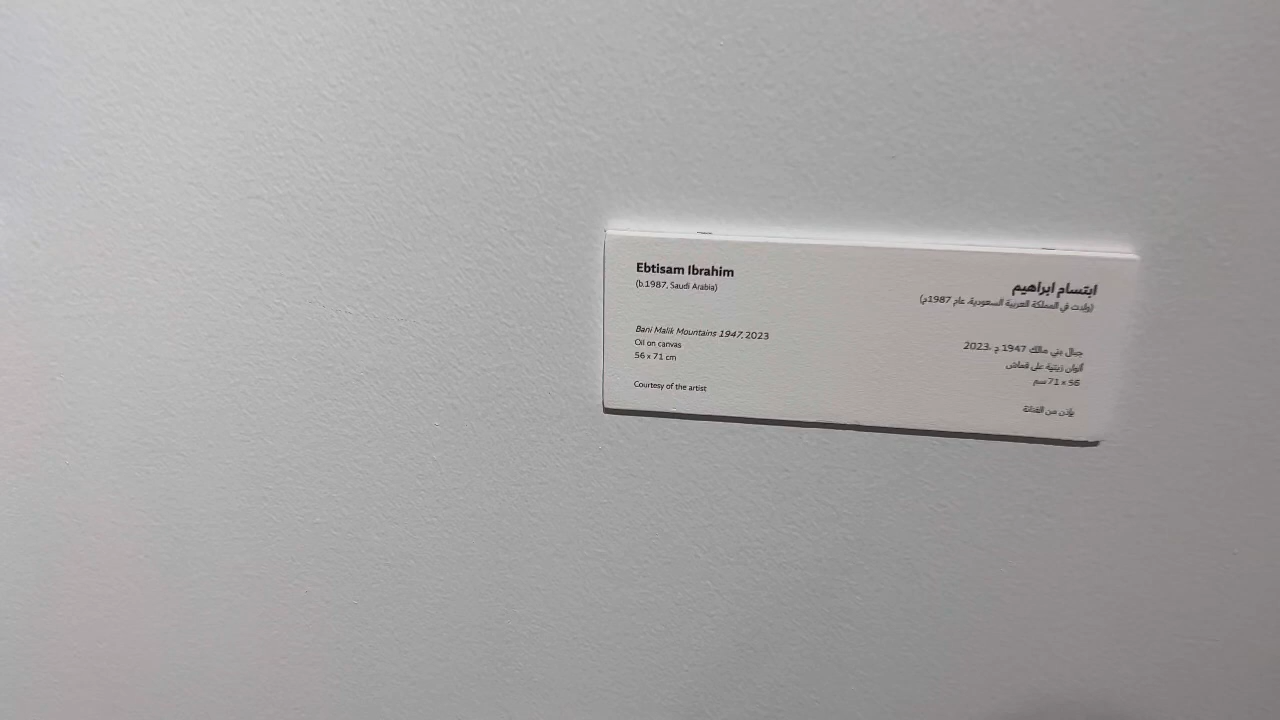 Ebtisam Ibrahim
(b.1987, Saudi Arabia)
Bani Malik Mountains 1947, 2023
Oil on canvas
56 x 71 cm
Courtesy of the artist
ابتسام ابراهيم
(ولدت في المملكة العربية السعودية، عام 1987م)
جبال بني مالك 1947 م ،2023
ألوان زيتية على قماش
56 × 71 سم
بإذن من الفنانة